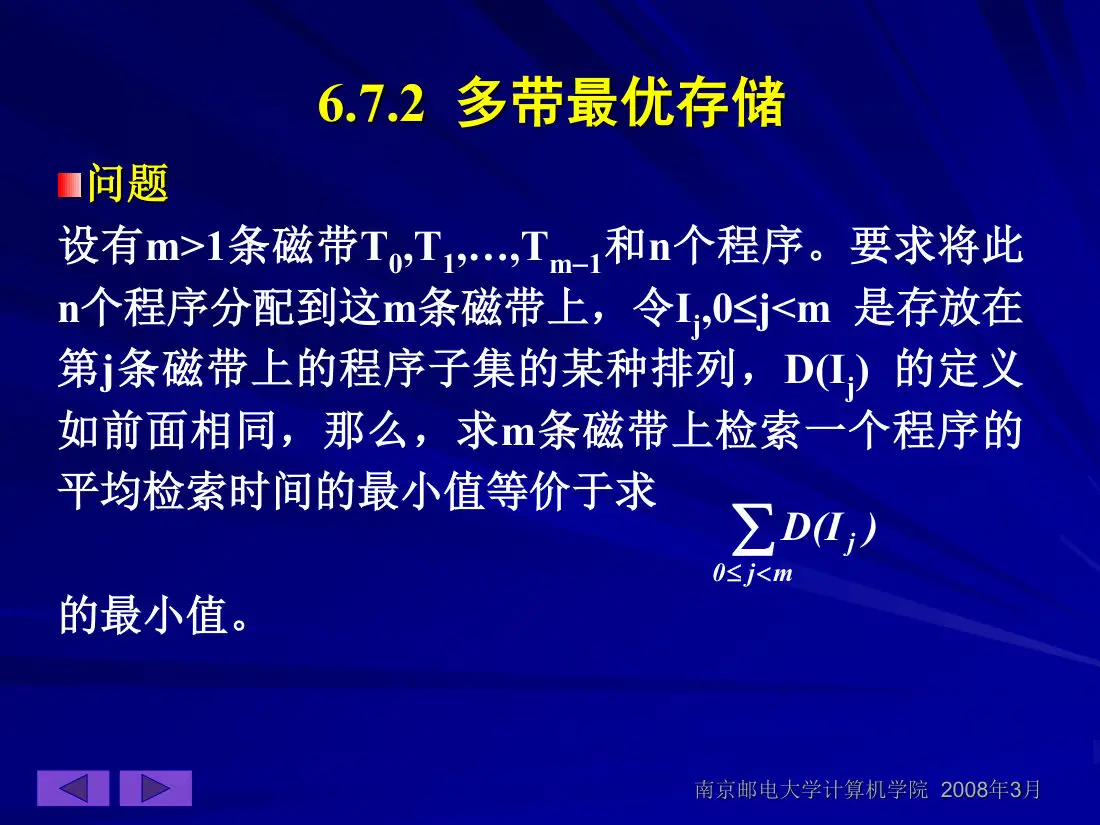 6.7.2 多带最优存储
问题
设有m>1条磁带T0,T1,…,Tm−1和n个程序。要求将此
n个程序分配到这m条磁带上，令Ij,0≤j<m 是存放在
第j条磁带上的程序子集的某种排列，D(Ij) 的定义
如前面相同，那么，求m条磁带上检索一个程序的
平均检索时间的最小值等价于求
∑D(Ij)
0≤j<m
的最小值。
南京邮电大学计算机学院 2008年3月